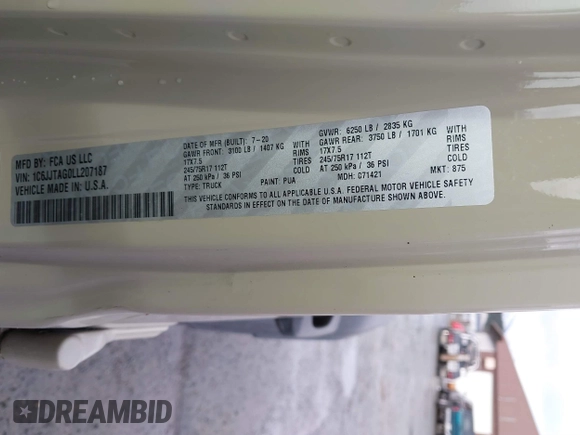 MFD BY: FCA US LLC
VIN: 1C6JJTAG0LL207187
VEHICLE MADE IN: U.S.A.
DATE OF MFR (BUILT): 7-20
GAWR FRONT: 3100 LB / 1407 KG WITH
17X7.5 RIMS
245/75R17 112T TIRES
AT 250 kPa / 36 PSI COLD
TYPE: TRUCK PAINT: PUA
GVWR: 6250 LB / 2835 KG
GAWR REAR: 3750 LB / 1701 KG WITH
17X7.5 RIMS
245/75R17 112T TIRES
AT 250 kPa / 36 PSI COLD
MDH: 071421 MKT: 875
THIS VEHICLE CONFORMS TO ALL APPLICABLE U.S.A. FEDERAL MOTOR VEHICLE SAFETY
STANDARDS IN EFFECT ON THE DATE OF MANUFACTURE SHOWN ABOVE.
DREAMBID